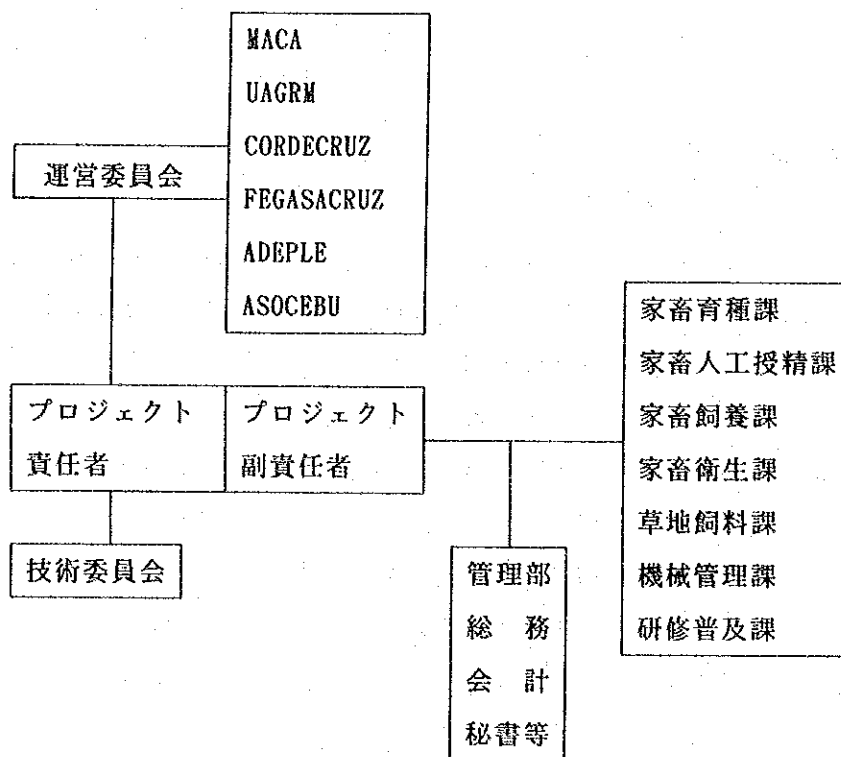 MACA
UAGRM
CORDECRUZ
FEGASACRUZ
ADEPLE
ASOCEBU
運営委員会
プロジェクト
責任者
プロジェクト
副責任者
技術委員会
管理部
総　務
会　計
秘書等
家畜育種課
家畜人工授精課
家畜飼養課
家畜衛生課
草地飼料課
機械管理課
研修普及課